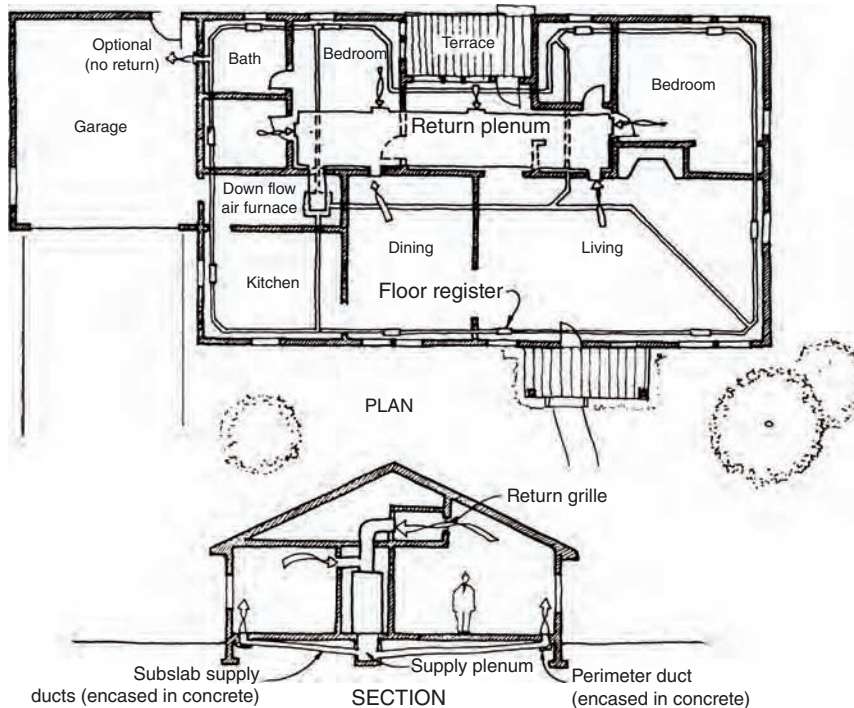 Optional
(no return)
Bath
Bedroom
Terrace
Bedroom
Garage
Return plenum
Down flow
air furnace
Dining
Living
Kitchen
Floor register
PLAN
Return grille
Subslab supply
ducts (encased in concrete)
Supply plenum
Perimeter duct
(encased in concrete)
SECTION